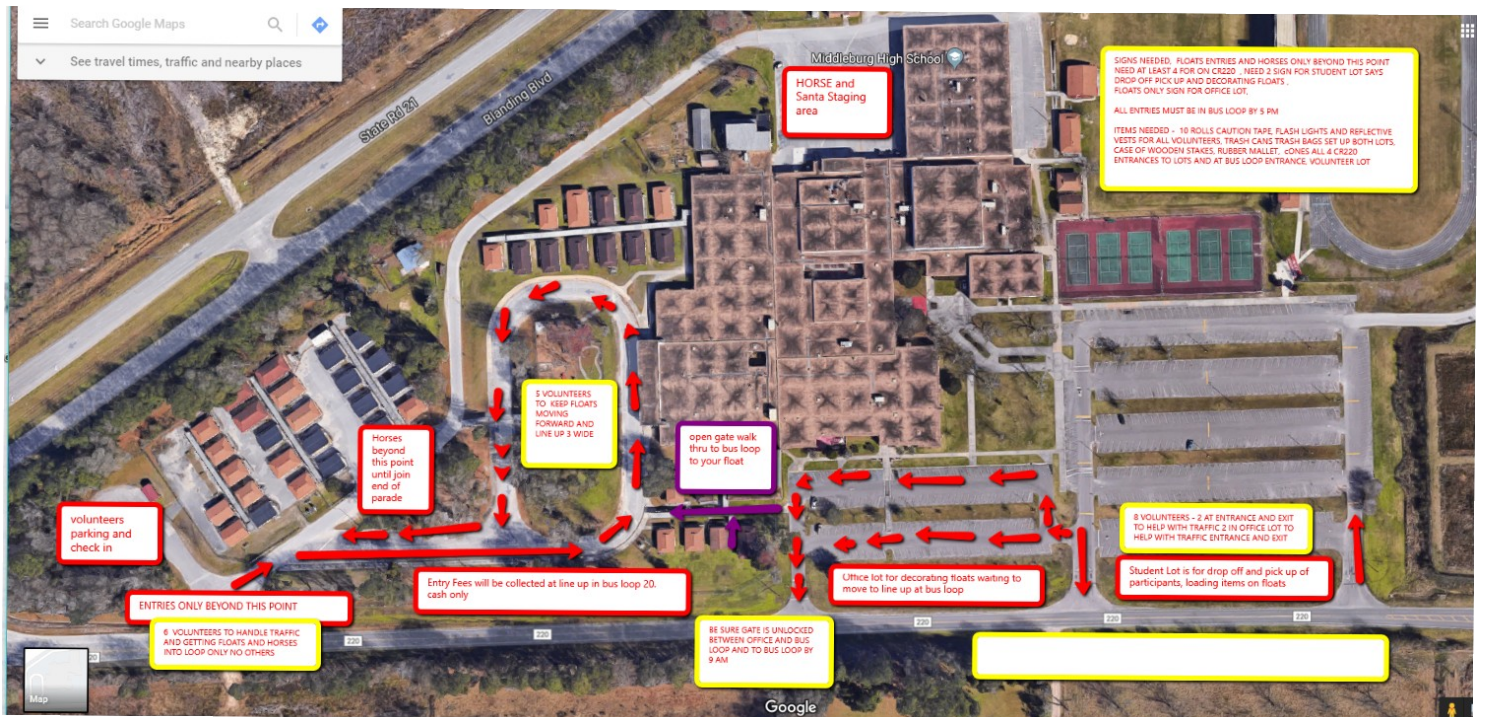 Search Google Maps
See travel times, traffic and nearby places
State Rd 21
Blanding Blvd
Middleburg High School
HORSE and
Santa Staging
area
SIGNS NEEDED, FLOATS ENTRIES AND HORSES ONLY BEYOND THIS POINT
NEED AT LEAST 4 FOR ON CR220 , NEED 2 SIGN FOR STUDENT LOT SAYS
DROP OFF PICK UP AND DECORATING FLOATS ,
FLOATS ONLY SIGN FOR OFFICE LOT,
ALL ENTRIES MUST BE IN BUS LOOP BY 5 PM
ITEMS NEEDED - 10 ROLLS CAUTION TAPE, FLASH LIGHTS AND REFLECTIVE
VESTS FOR ALL VOLUNTEERS, TRASH CANS TRASH BAGS SET UP BOTH LOTS,
CASE OF WOODEN STAKES, RUBBER MALLET, cONES ALL 4 CR220
ENTRANCES TO LOTS AND AT BUS LOOP ENTRANCE, VOLUNTEER LOT
5 VOLUNTEERS
TO KEEP FLOATS
MOVING
FORWARD AND
LINE UP 3 WIDE
Horses
beyond
this point
until join
end of
parade
open gate walk
thru to bus loop
to your float
volunteers
parking and
check in
8 VOLUNTEERS - 2 AT ENTRANCE AND EXIT
TO HELP WITH TRAFFIC 2 IN OFFICE LOT TO
HELP WITH TRAFFIC ENTRANCE AND EXIT
Student Lot is for drop off and pick up of
participants, loading items on floats
Entry Fees will be collected at line up in bus loop 20.
cash only
Office lot for decorating floats waiting to
move to line up at bus loop
ENTRIES ONLY BEYOND THIS POINT
6 VOLUNTEERS TO HANDLE TRAFFIC
AND GETTING FLOATS AND HORSES
INTO LOOP ONLY NO OTHERS
BE SURE GATE IS UNLOCKED
BETWEEN OFFICE AND BUS
LOOP AND TO BUS LOOP BY
9 AM
220
220
220
220
220
220
Map
Google